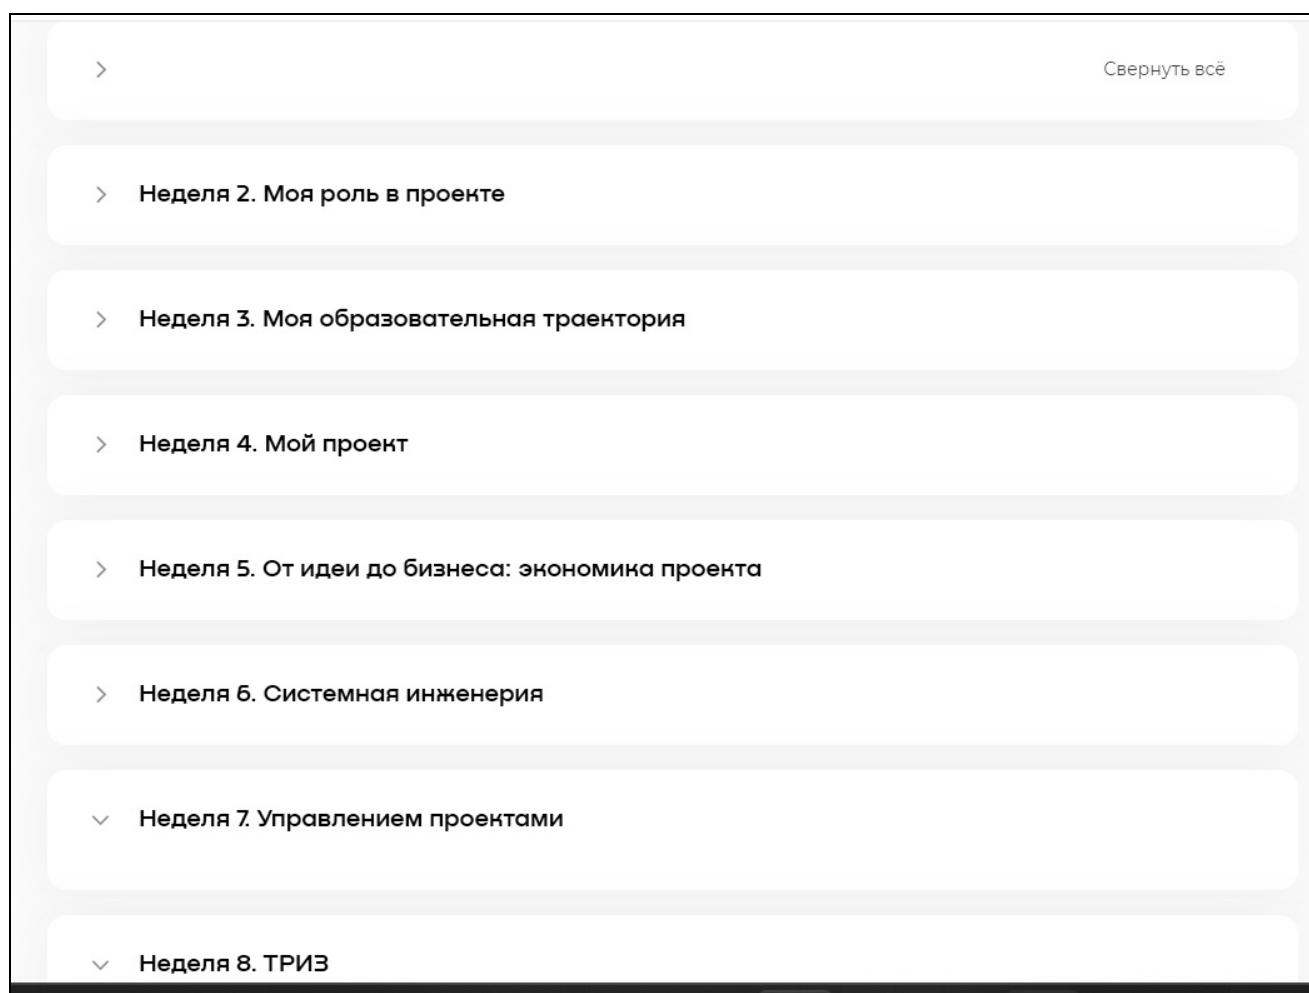 Свернуть всё
Неделя 2. Моя роль в проекте
Неделя 3. Моя образовательная траектория
Неделя 4. Мой проект
Неделя 5. От идеи до бизнеса: экономика проекта
Неделя 6. Системная инженерия
Неделя 7. Управлением проектами
Неделя 8. ТРИЗ